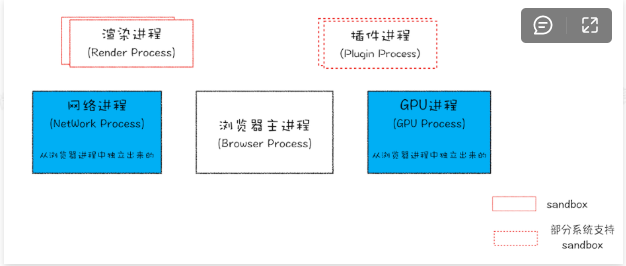 渲染进程
(Render Process)
插件进程
(Plugin Process)
网络进程
(NetWork Process)
从浏览器进程中独立出来的
浏览器主进程
(Browser Process)
GPU进程
(GPU Process)
从浏览器进程中独立出来的
sandbox
部分系统支持
sandbox